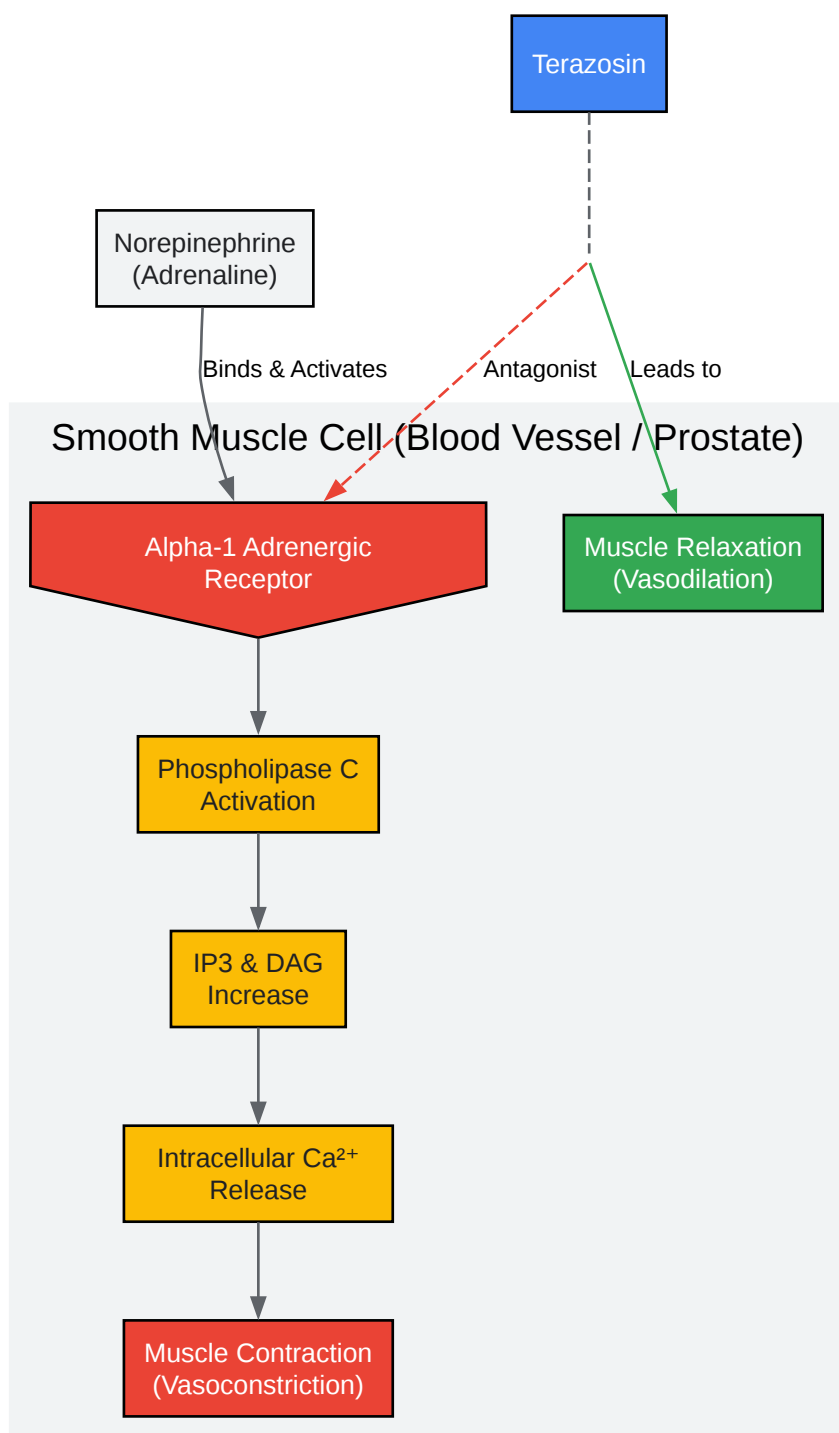 Terazosin
Norepinephrine
(Adrenaline)
Binds & Activates
Antagonist
Leads to
Smooth Muscle Cell (Blood Vessel / Prostate)
Alpha-1 Adrenergic
Receptor
Muscle Relaxation
(Vasodilation)
Phospholipase C
Activation
IP3 & DAG
Increase
Intracellular Ca²⁺
Release
Muscle Contraction
(Vasoconstriction)